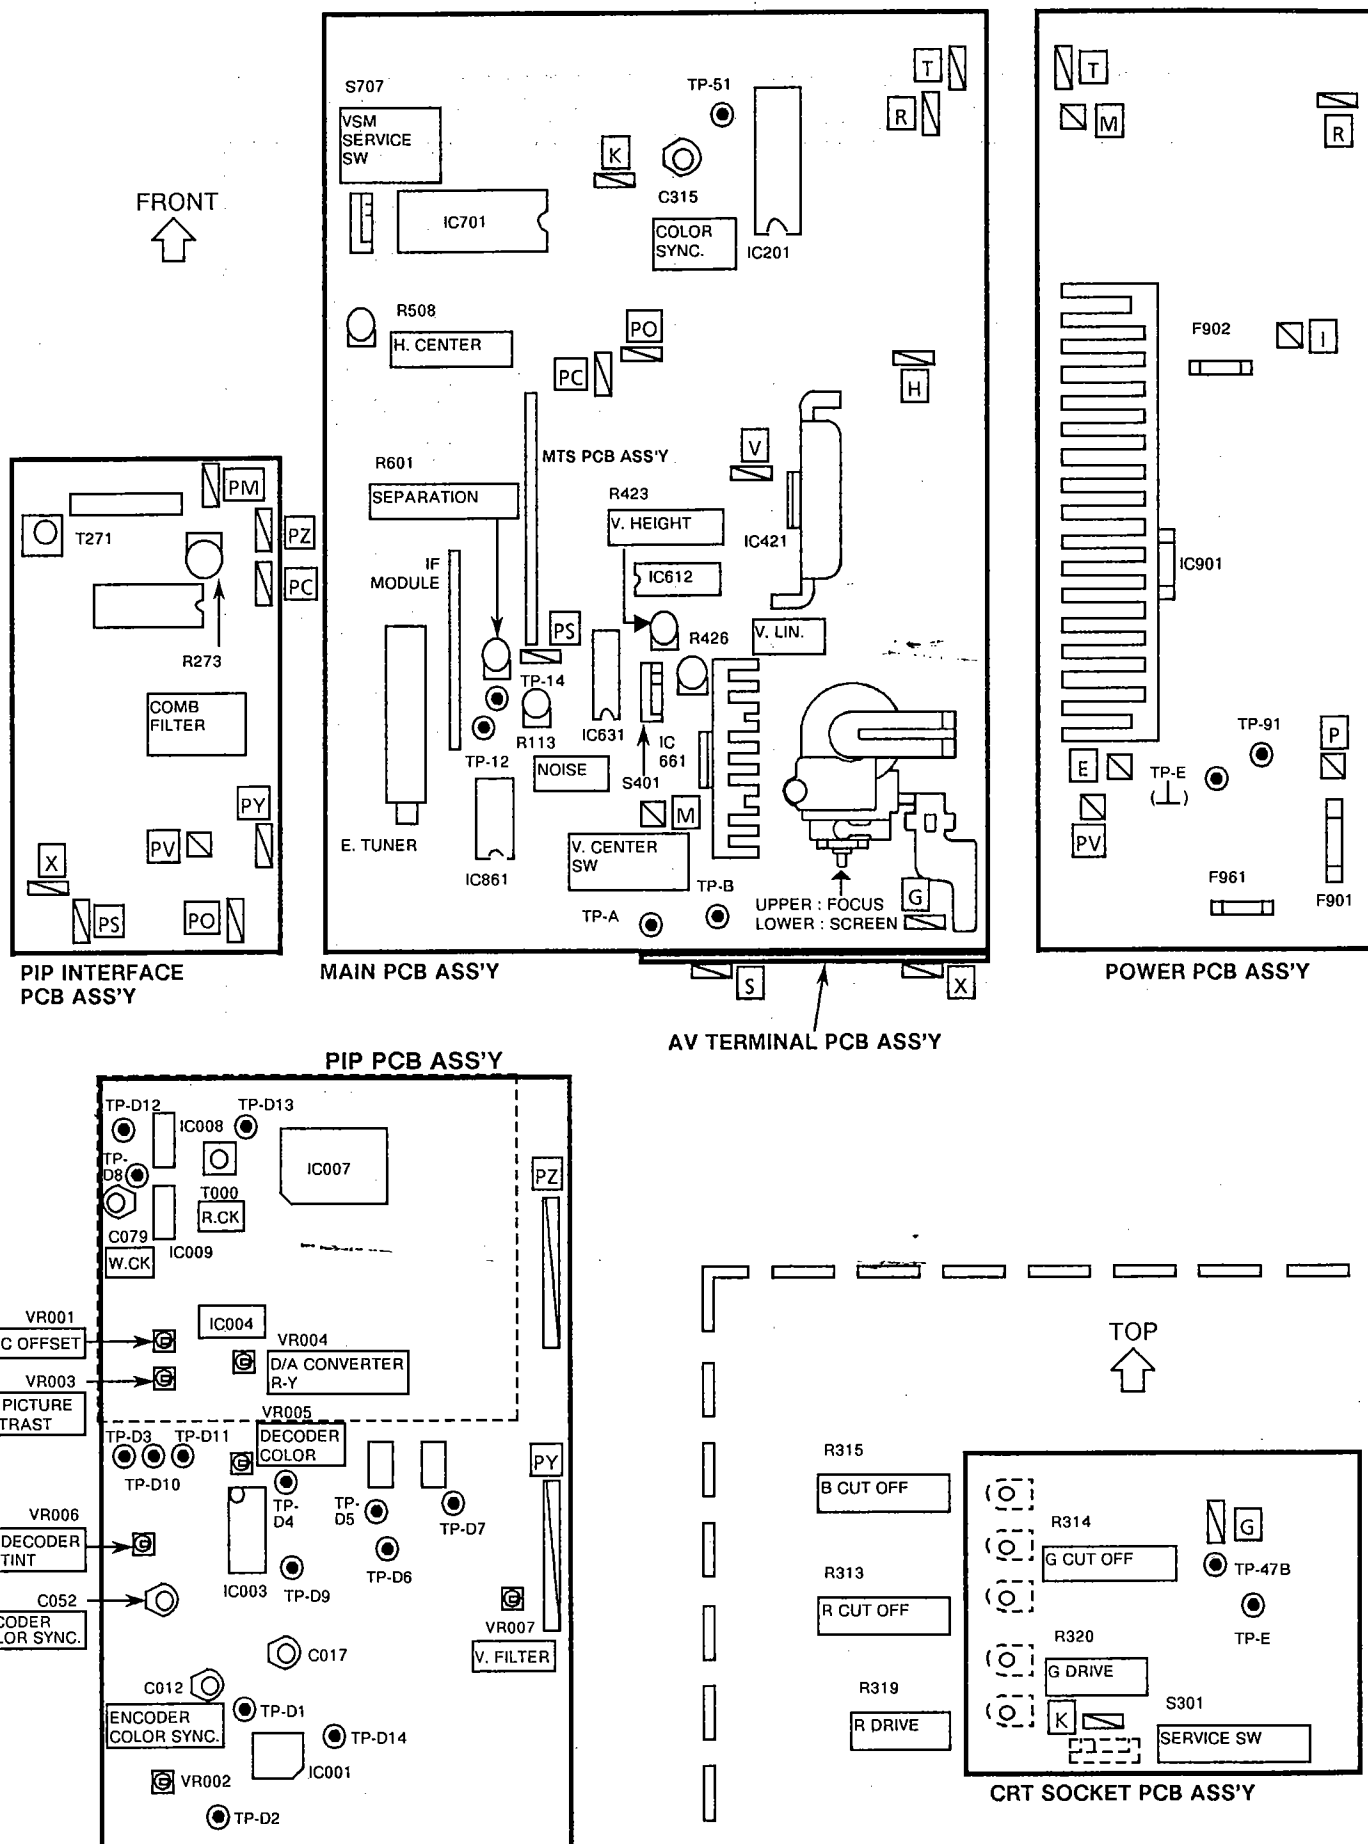 FRONT
S707
VSM
SERVICE
SW
IC701
K
TP-51
C315
COLOR
SYNC.
IC201
T
R
R508
H. CENTER
PO
PC
H
MTS PCB ASS'Y
R601
SEPARATION
R423
V. HEIGHT
V
IC421
IF
MODULE
IC612
PS
R426
V. LIN.
TP-14
R113
TP-12
NOISE
IC631
S401
IC
661
M
E. TUNER
IC861
V. CENTER
SW
TP-A
TP-B
UPPER : FOCUS
LOWER : SCREEN
G
MAIN PCB ASS'Y
S
X
AV TERMINAL PCB ASS'Y
PM
T271
PZ
PC
R273
COMB
FILTER
PY
PV
X
PS
PO
PIP INTERFACE
PCB ASS'Y
T
M
R
F902
I
IC901
TP-91
P
E
TP-E
( )
PV
F961
F901
POWER PCB ASS'Y
PIP PCB ASS'Y
TP-D12
IC008
TP-D13
TP-
D8
IC007
T000
R.CK
C079
W.CK
IC009
PZ
VR001
C OFFSET
IC004
VR004
D/A CONVERTER
R-Y
VR003
PICTURE
TRAST
VR005
DECODER
COLOR
TP-D3
TP-D11
TP-D10
PY
TP-
D4
TP-
D5
TP-D7
VR006
DECODER
TINT
IC003
TP-D9
TP-D6
C052
CODER
LOR SYNC.
VR007
V. FILTER
C017
C012
ENCODER
COLOR SYNC.
TP-D1
TP-D14
IC001
VR002
TP-D2
TOP
R315
B CUT OFF
R314
G CUT OFF
G
TP-47B
R313
R CUT OFF
TP-E
R320
G DRIVE
R319
R DRIVE
K
S301
SERVICE SW
CRT SOCKET PCB ASS'Y